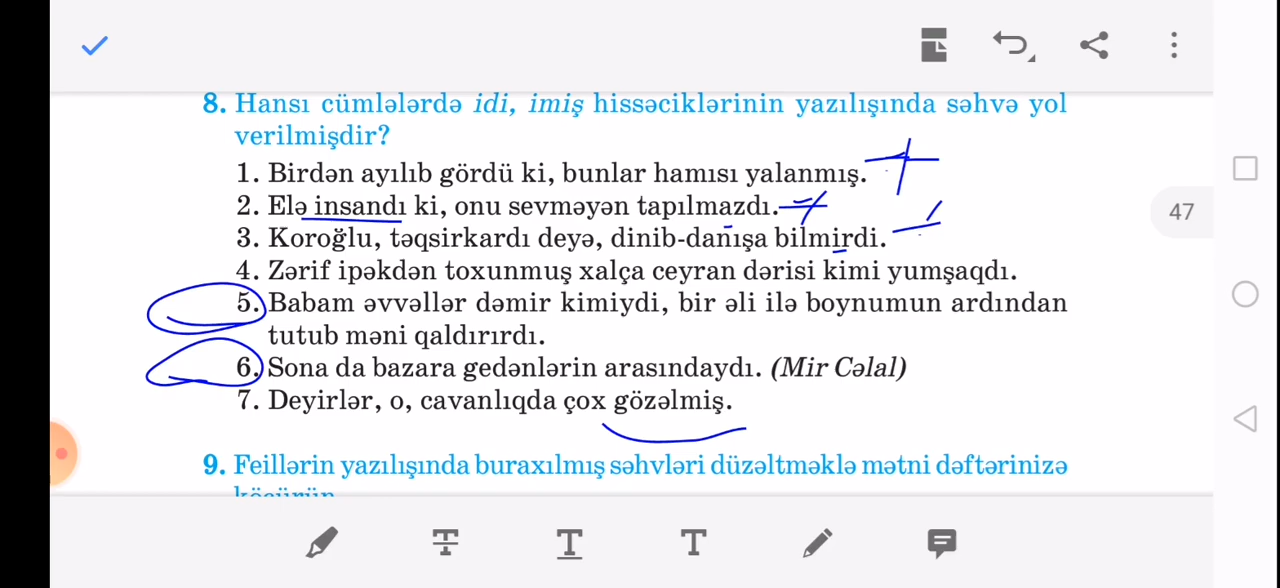 8. Hansı cümlələrdə idi, imiş hissəciklərinin yazılışında səhvə yol
verilmişdir?
1. Birdən ayılıb gördü ki, bunlar hamısı yalanmış.
2. Elə insandı ki, onu sevməyən tapılmazdı.
3. Koroğlu, təqsirkardı deyə, dinib-danışa bilmirdi.
47
4. Zərif ipəkdən toxunmuş xalça ceyran dərisi kimi yumşaqdı.
5. Babam əvvəllər dəmir kimiydi, bir əli ilə boynumun ardından
tutub məni qaldırırdı.
6. Sona da bazara gedənlərin arasındaydı. (Mir Cəlal)
7. Deyirlər, o, cavanlıqda çox gözəlmiş.
9. Feillərin yazılışında buraxılmış səhvləri düzəltməklə mətni dəftərinizə
köçürün